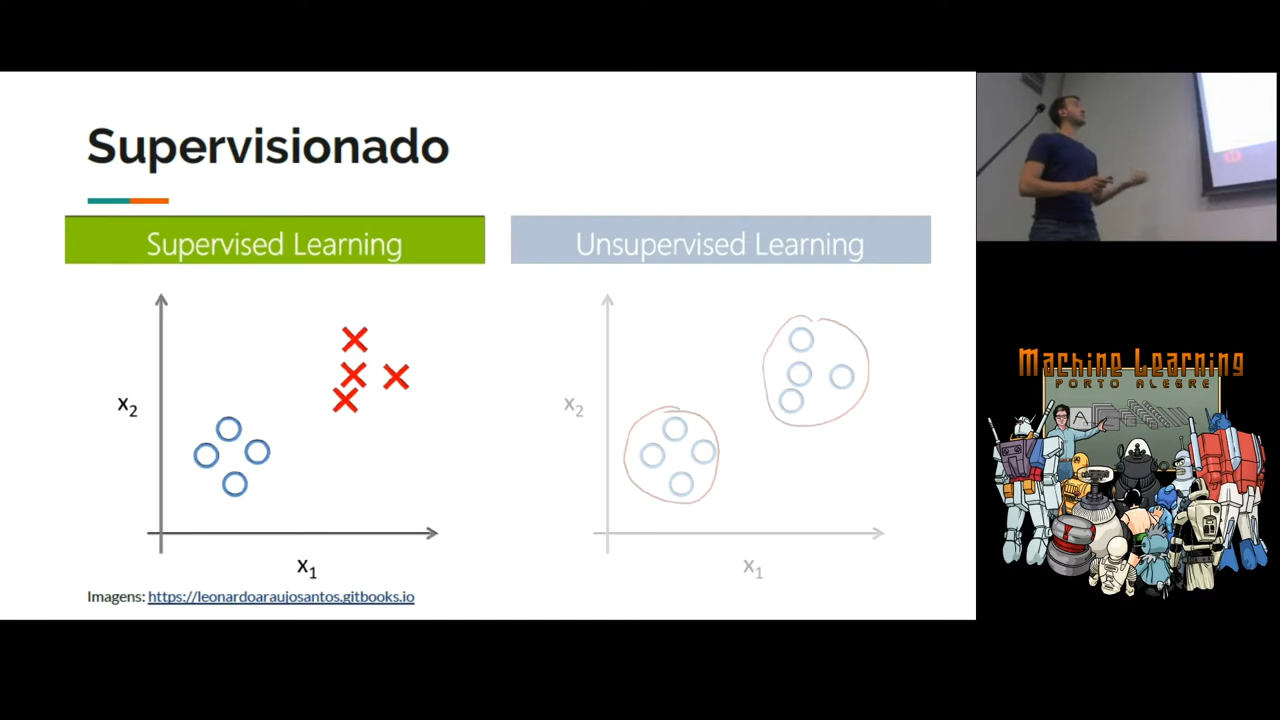 Supervisionado
Supervised Learning
Unsupervised Learning
x2
x1
x2
x1
Imagens: https://leonardoaraujosantos.gitbooks.io
Machine Learning
PORTO ALEGRE
A